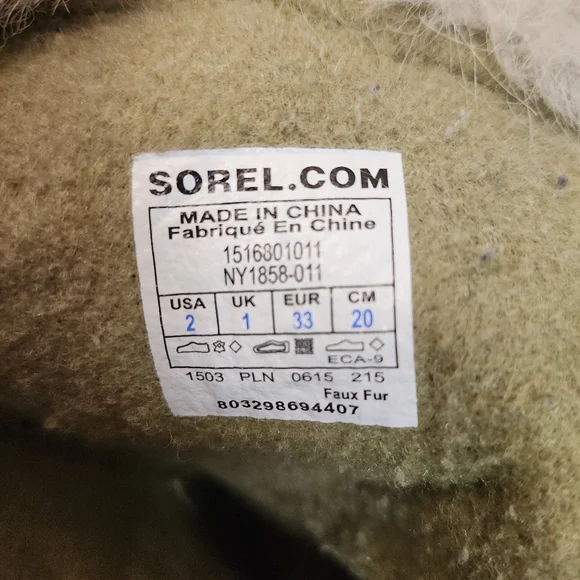 SOREL.COM
MADE IN CHINA
Fabriqué En Chine
1516801011
NY1858-011
USA UK EUR CM
2 1 33 20
ECA-9
1503 PLN 0615 215
Faux Fur
803298694407